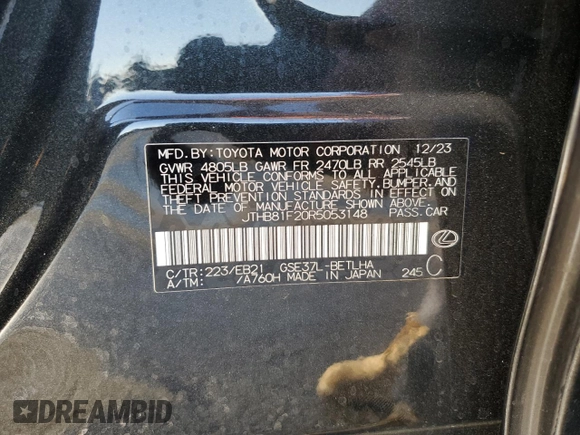 MFD.BY:TOYOTA MOTOR CORPORATION 12/23
GVWR 4805LB GAWR FR 2470LB RR 2545LB
THIS VEHICLE CONFORMS TO ALL APPLICABLE
FEDERAL MOTOR VEHICLE SAFETY,BUMPER,AND
THEFT PREVENTION STANDARDS IN EFFECT ON
THE DATE OF MANUFACTURE SHOWN ABOVE.
JTHB81F20R5053148 PASS.CAR
C/TR:223/EB21 GSE37L-BETLHA
A/TM: /A760H MADE IN JAPAN 245 C
DREAMBID